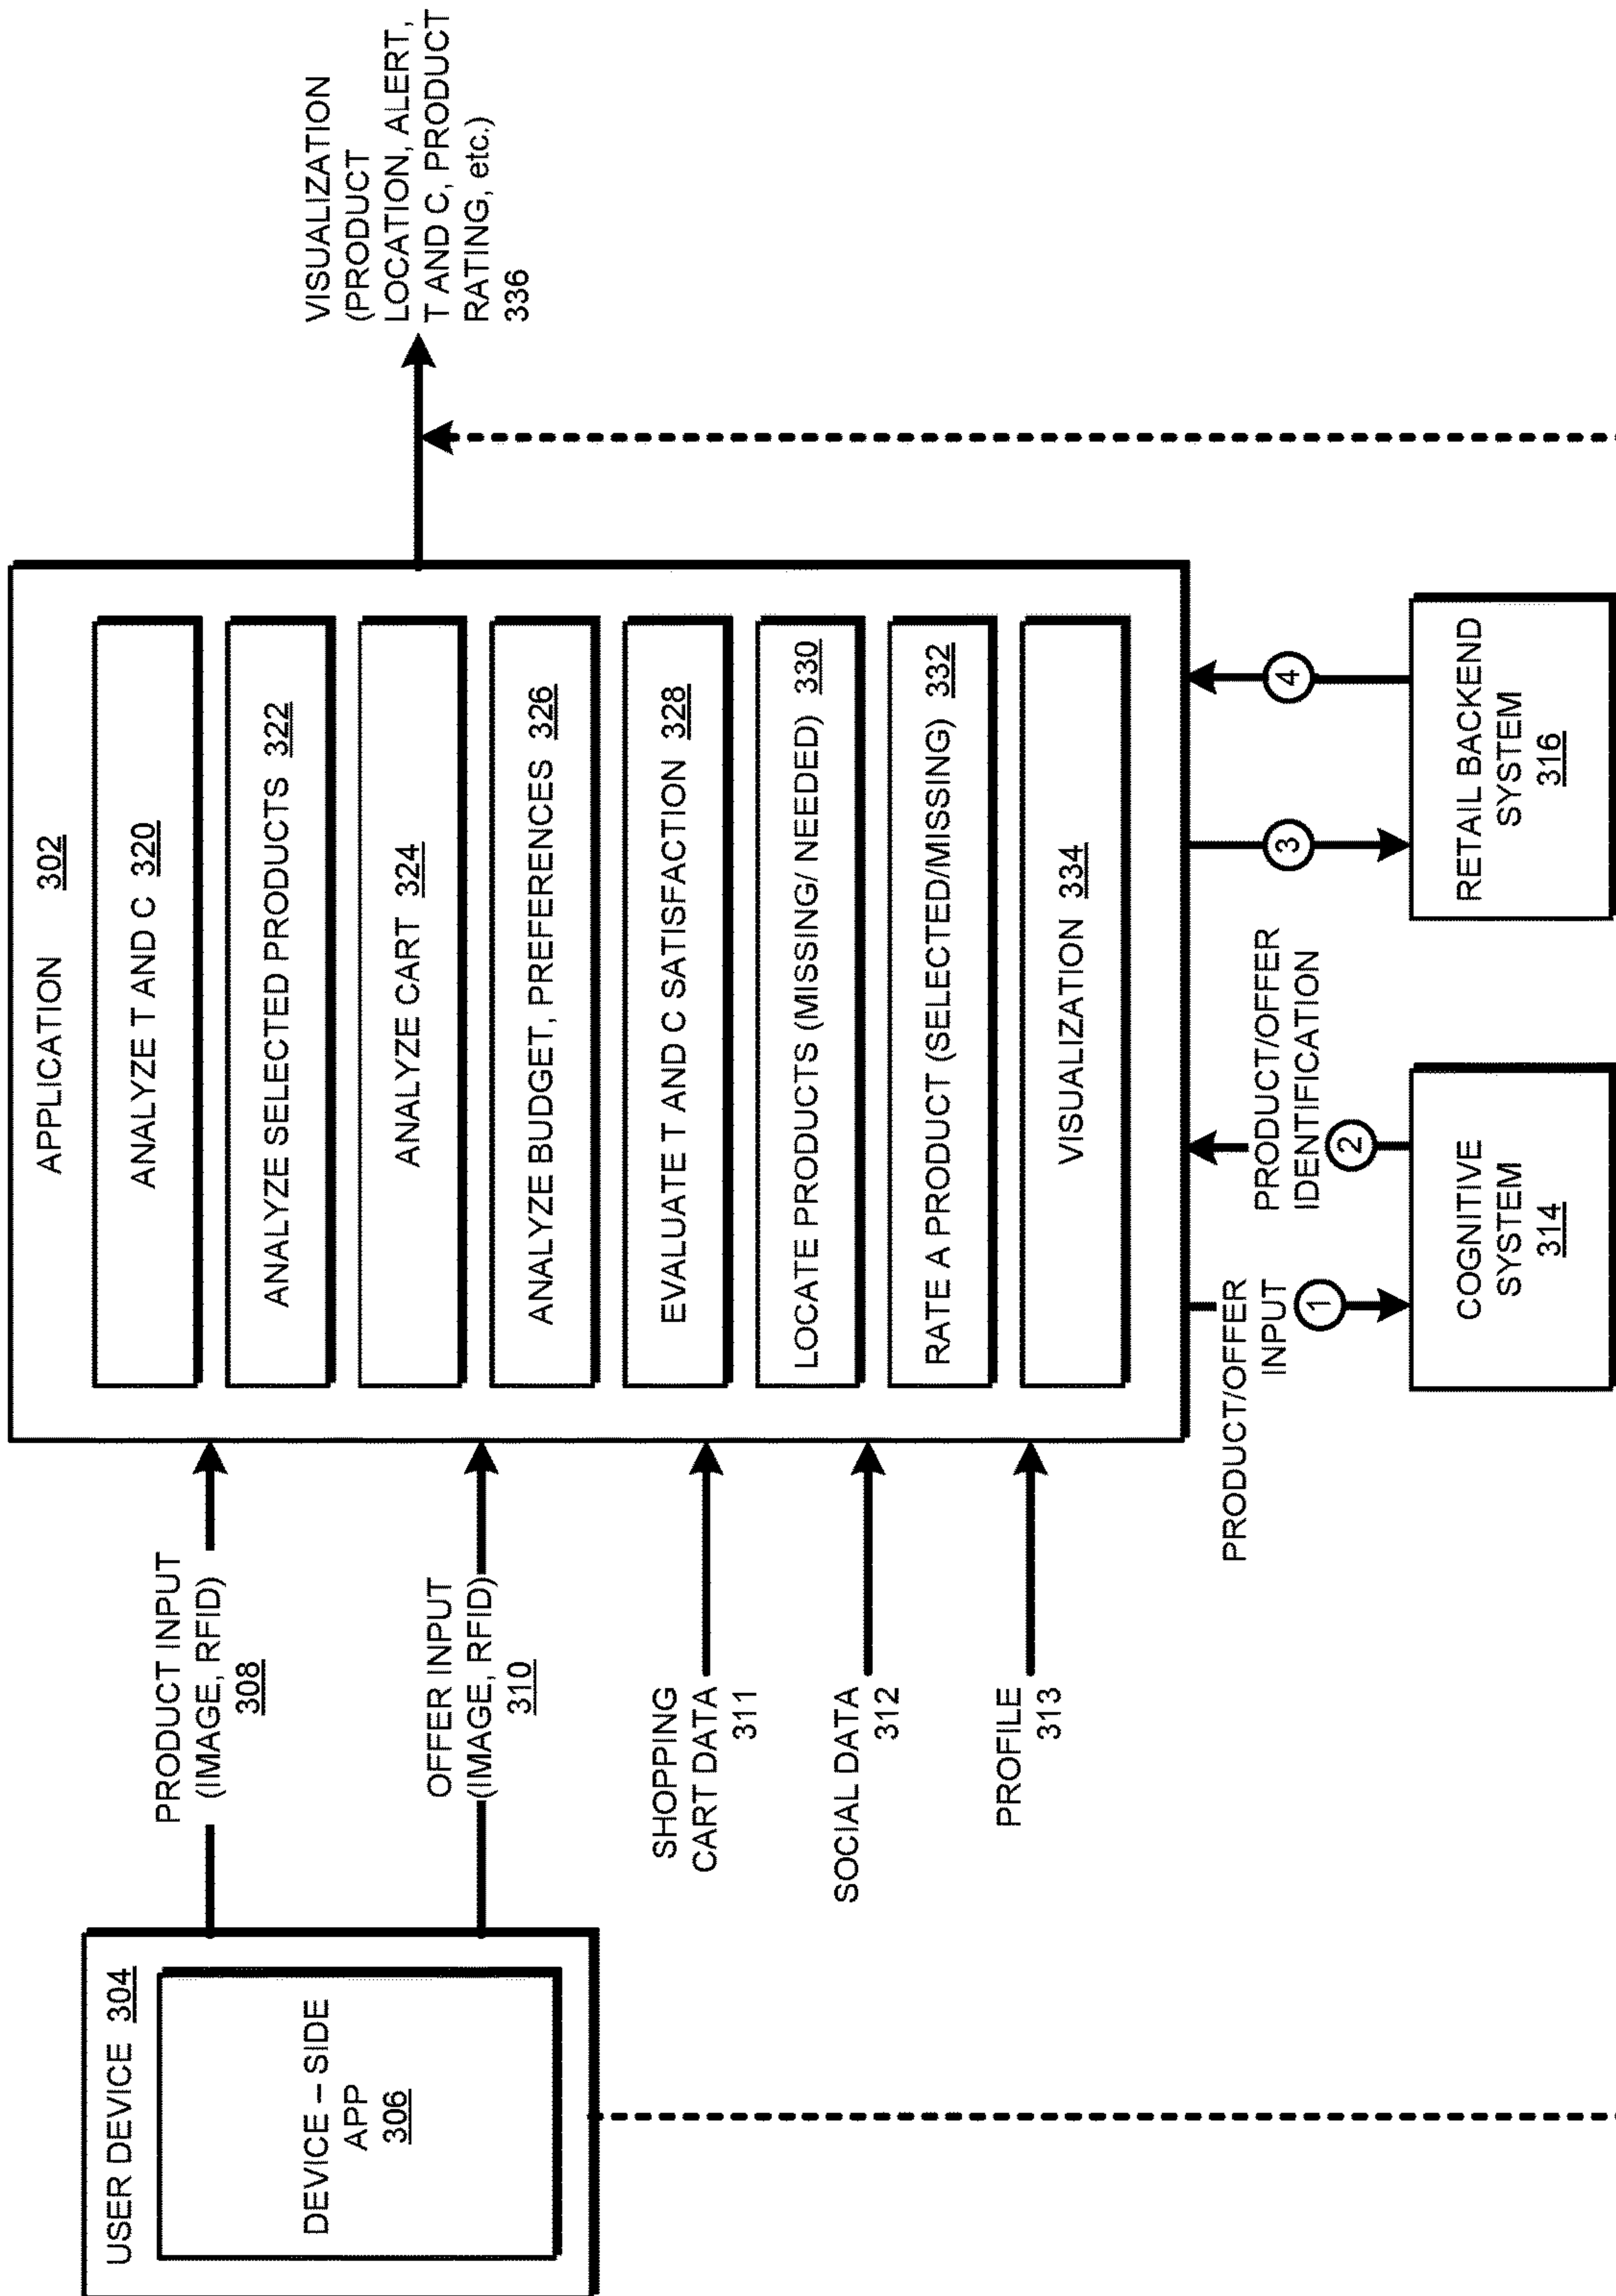 USER DEVICE 304
DEVICE – SIDE
APP
306
PRODUCT INPUT
(IMAGE, RFID)
308
OFFER INPUT
(IMAGE, RFID)
310
SHOPPING
CART DATA
311
SOCIAL DATA
312
PROFILE
313
APPLICATION 302
ANALYZE T AND C 320
ANALYZE SELECTED PRODUCTS 322
ANALYZE CART 324
ANALYZE BUDGET, PREFERENCES 326
EVALUATE T AND C SATISFACTION 328
LOCATE PRODUCTS (MISSING/ NEEDED) 330
RATE A PRODUCT (SELECTED/MISSING) 332
VISUALIZATION 334
PRODUCT/OFFER
INPUT
1
PRODUCT/OFFER
IDENTIFICATION
2
3
4
COGNITIVE
SYSTEM
314
RETAIL BACKEND
SYSTEM
316
VISUALIZATION
(PRODUCT
LOCATION, ALERT,
T AND C, PRODUCT
RATING, etc.)
336